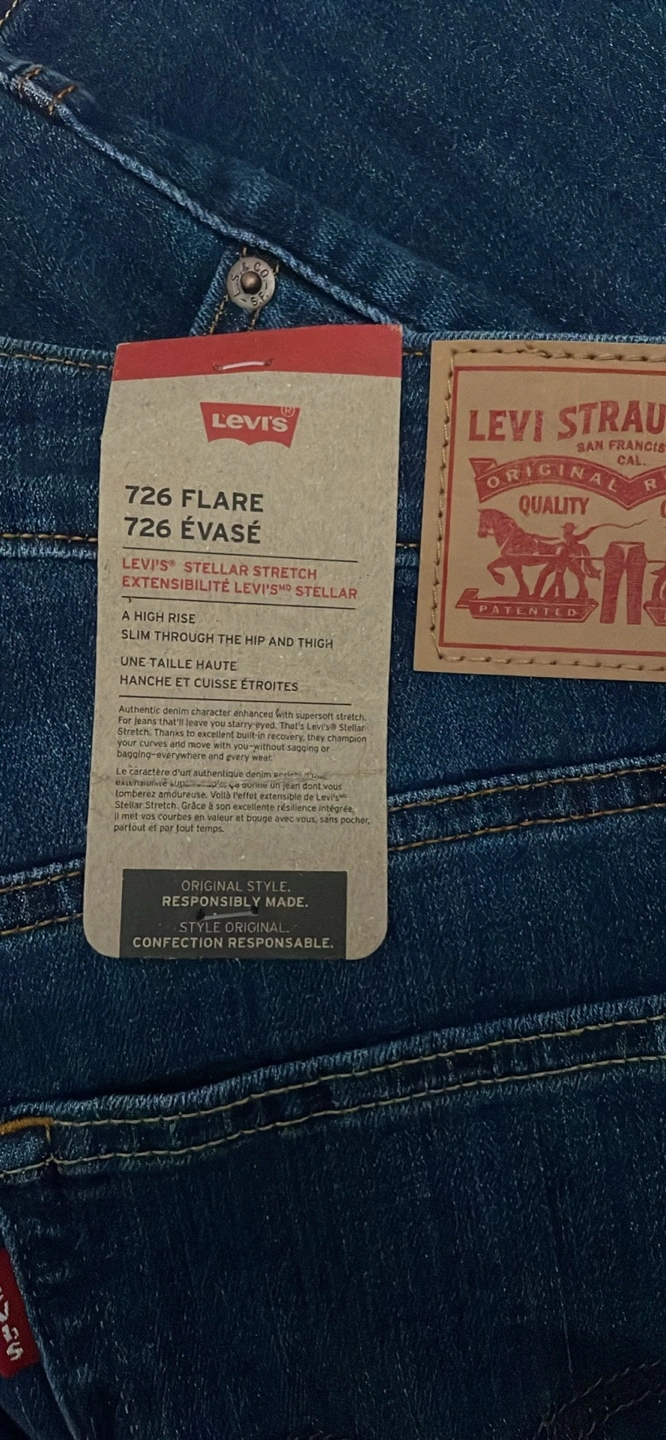 L.S. & CO
S.F.
LEVI'S®
726 FLARE
726 ÉVASÉ
LEVI'S® STELLAR STRETCH
EXTENSIBILITÉ LEVI'Sᴹᴰ STELLAR
A HIGH RISE
SLIM THROUGH THE HIP AND THIGH
UNE TAILLE HAUTE
HANCHE ET CUISSE ÉTROITES
Authentic denim character enhanced with supersoft stretch.
For jeans that'll leave you starry-eyed. That's Levi's® Stellar
Stretch. Thanks to excellent built-in recovery, they champion
your curves and move with you–without sagging or
bagging–everywhere and every wear.
Le caractère d'un authentique denim
donne un jean dont vous
tomberez amoureuse. Voilà l'effet extensible de Levi'sᴹᴰ
Stellar Stretch. Grâce à son excellente résilience intégrée,
il met vos courbes en valeur et bouge avec vous, sans pocher,
partout et par tout temps.
ORIGINAL STYLE.
RESPONSIBLY MADE.
STYLE ORIGINAL.
CONFECTION RESPONSABLE.
LEVI STRAU
SAN FRANCIS
CAL.
ORIGINAL R
QUALITY
PATENTED